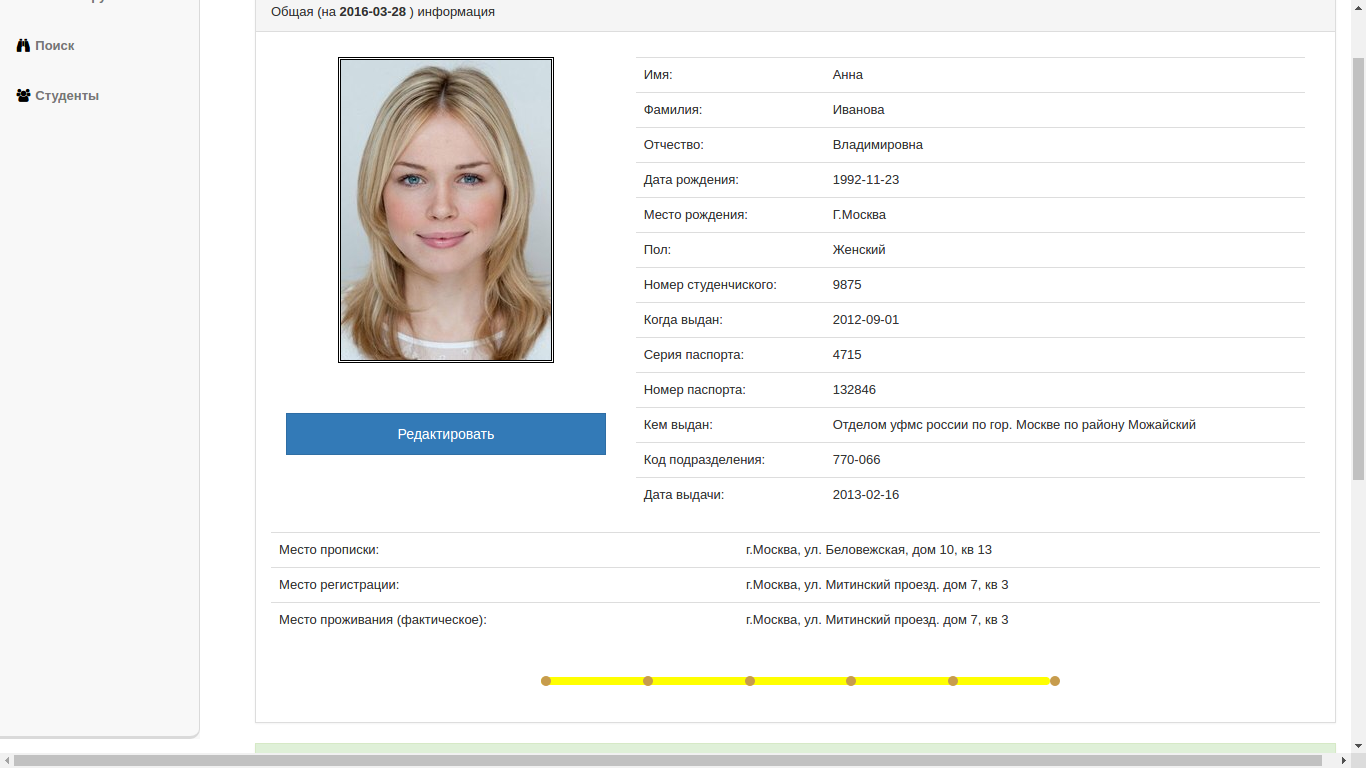 Общая (на 2016-03-28 ) информация
Поиск
Студенты
Имя: Анна
Фамилия: Иванова
Отчество: Владимировна
Дата рождения: 1992-11-23
Место рождения: Г.Москва
Пол: Женский
Номер студенчиского: 9875
Когда выдан: 2012-09-01
Серия паспорта: 4715
Номер паспорта: 132846
Кем выдан: Отделом уфмс россии по гор. Москве по району Можайский
Код подразделения: 770-066
Дата выдачи: 2013-02-16
Редактировать
Место прописки: г.Москва, ул. Беловежская, дом 10, кв 13
Место регистрации: г.Москва, ул. Митинский проезд. дом 7, кв 3
Место проживания (фактическое): г.Москва, ул. Митинский проезд. дом 7, кв 3